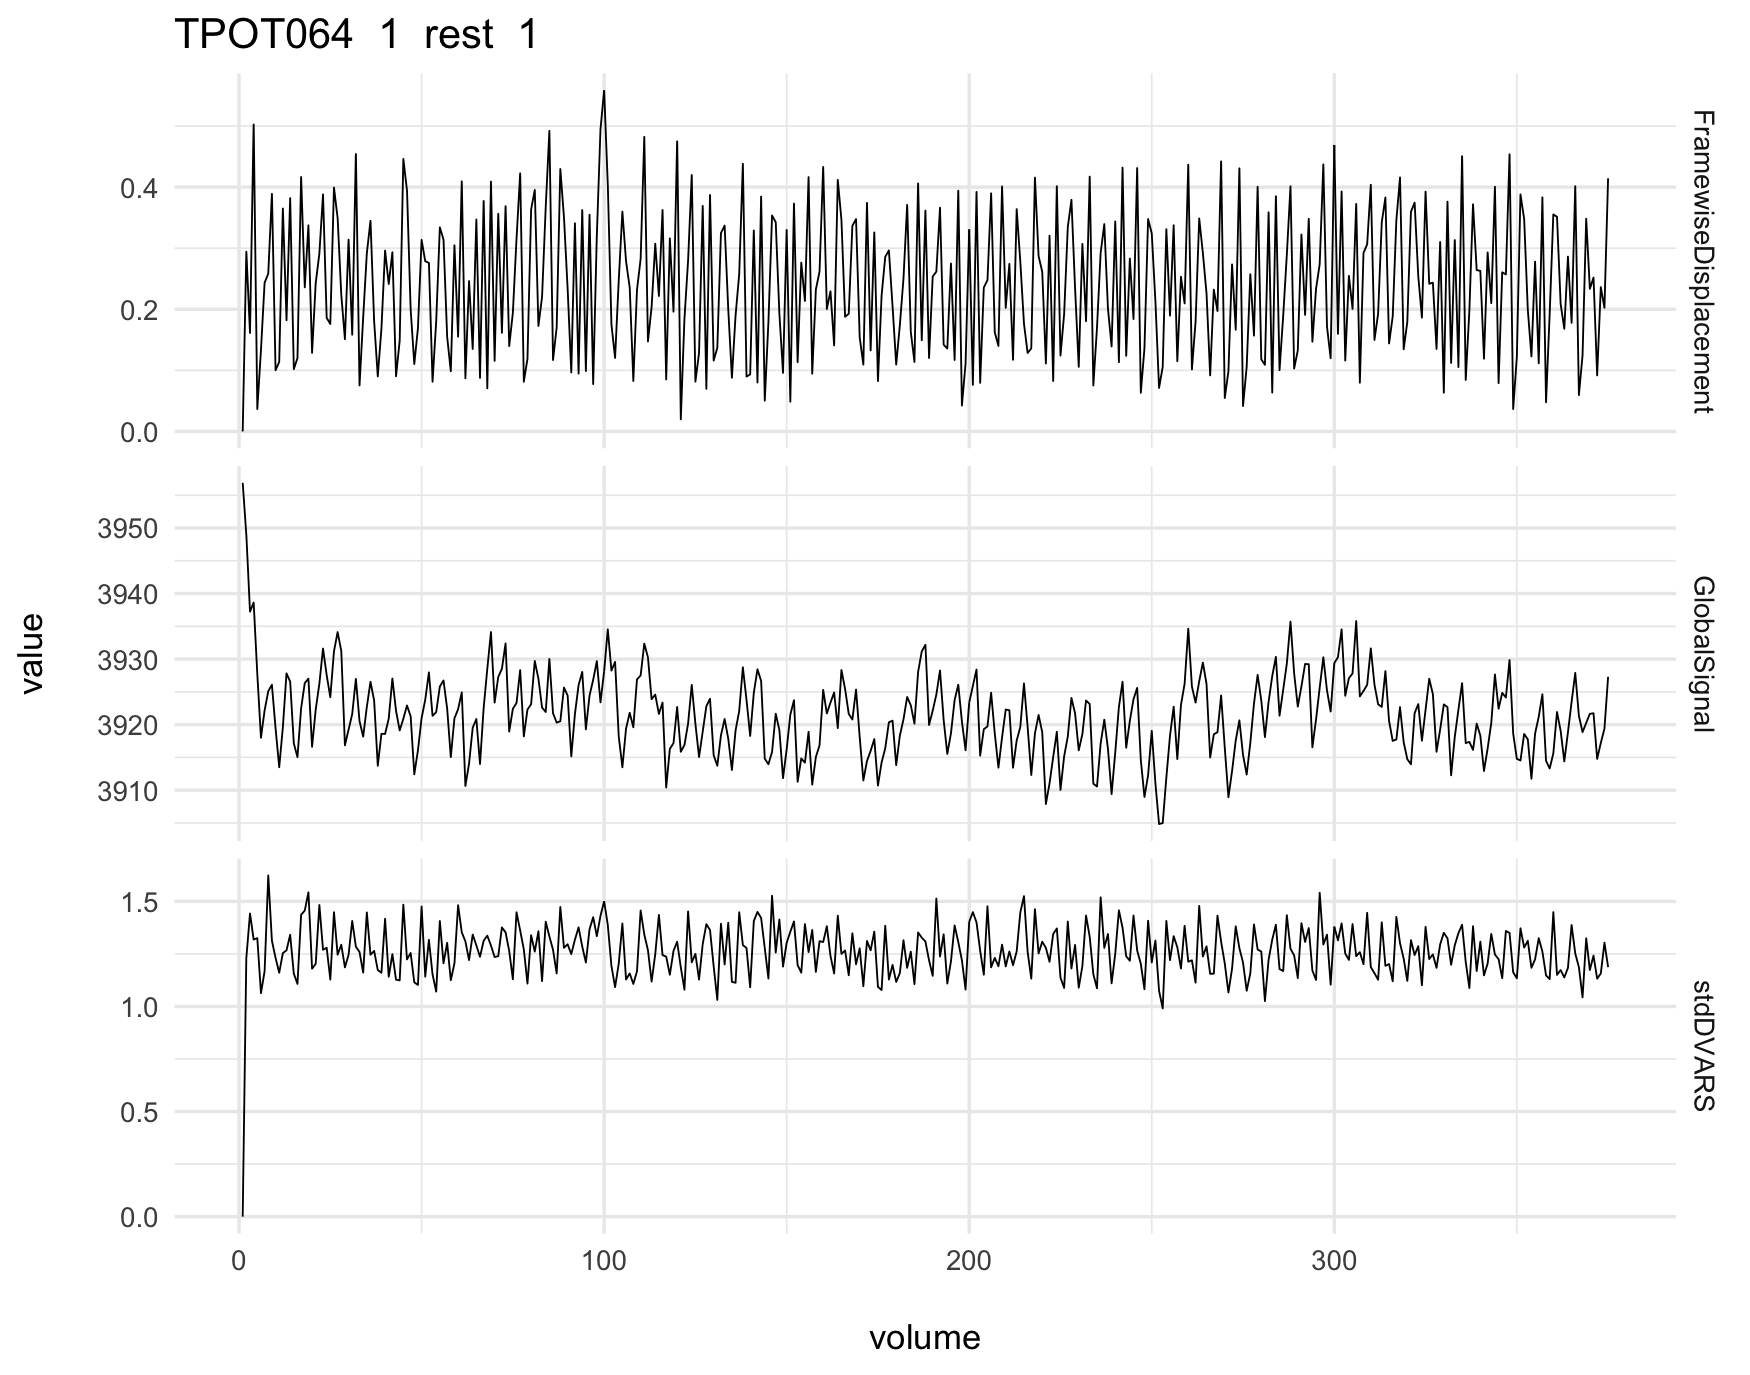 TPOT064 1 rest 1
0.4
0.2
0.0
FramewiseDisplacement
3950
3940
3930
3920
3910
GlobalSignal
value
1.5
1.0
0.5
0.0
stdDVARS
0 100 200 300
volume